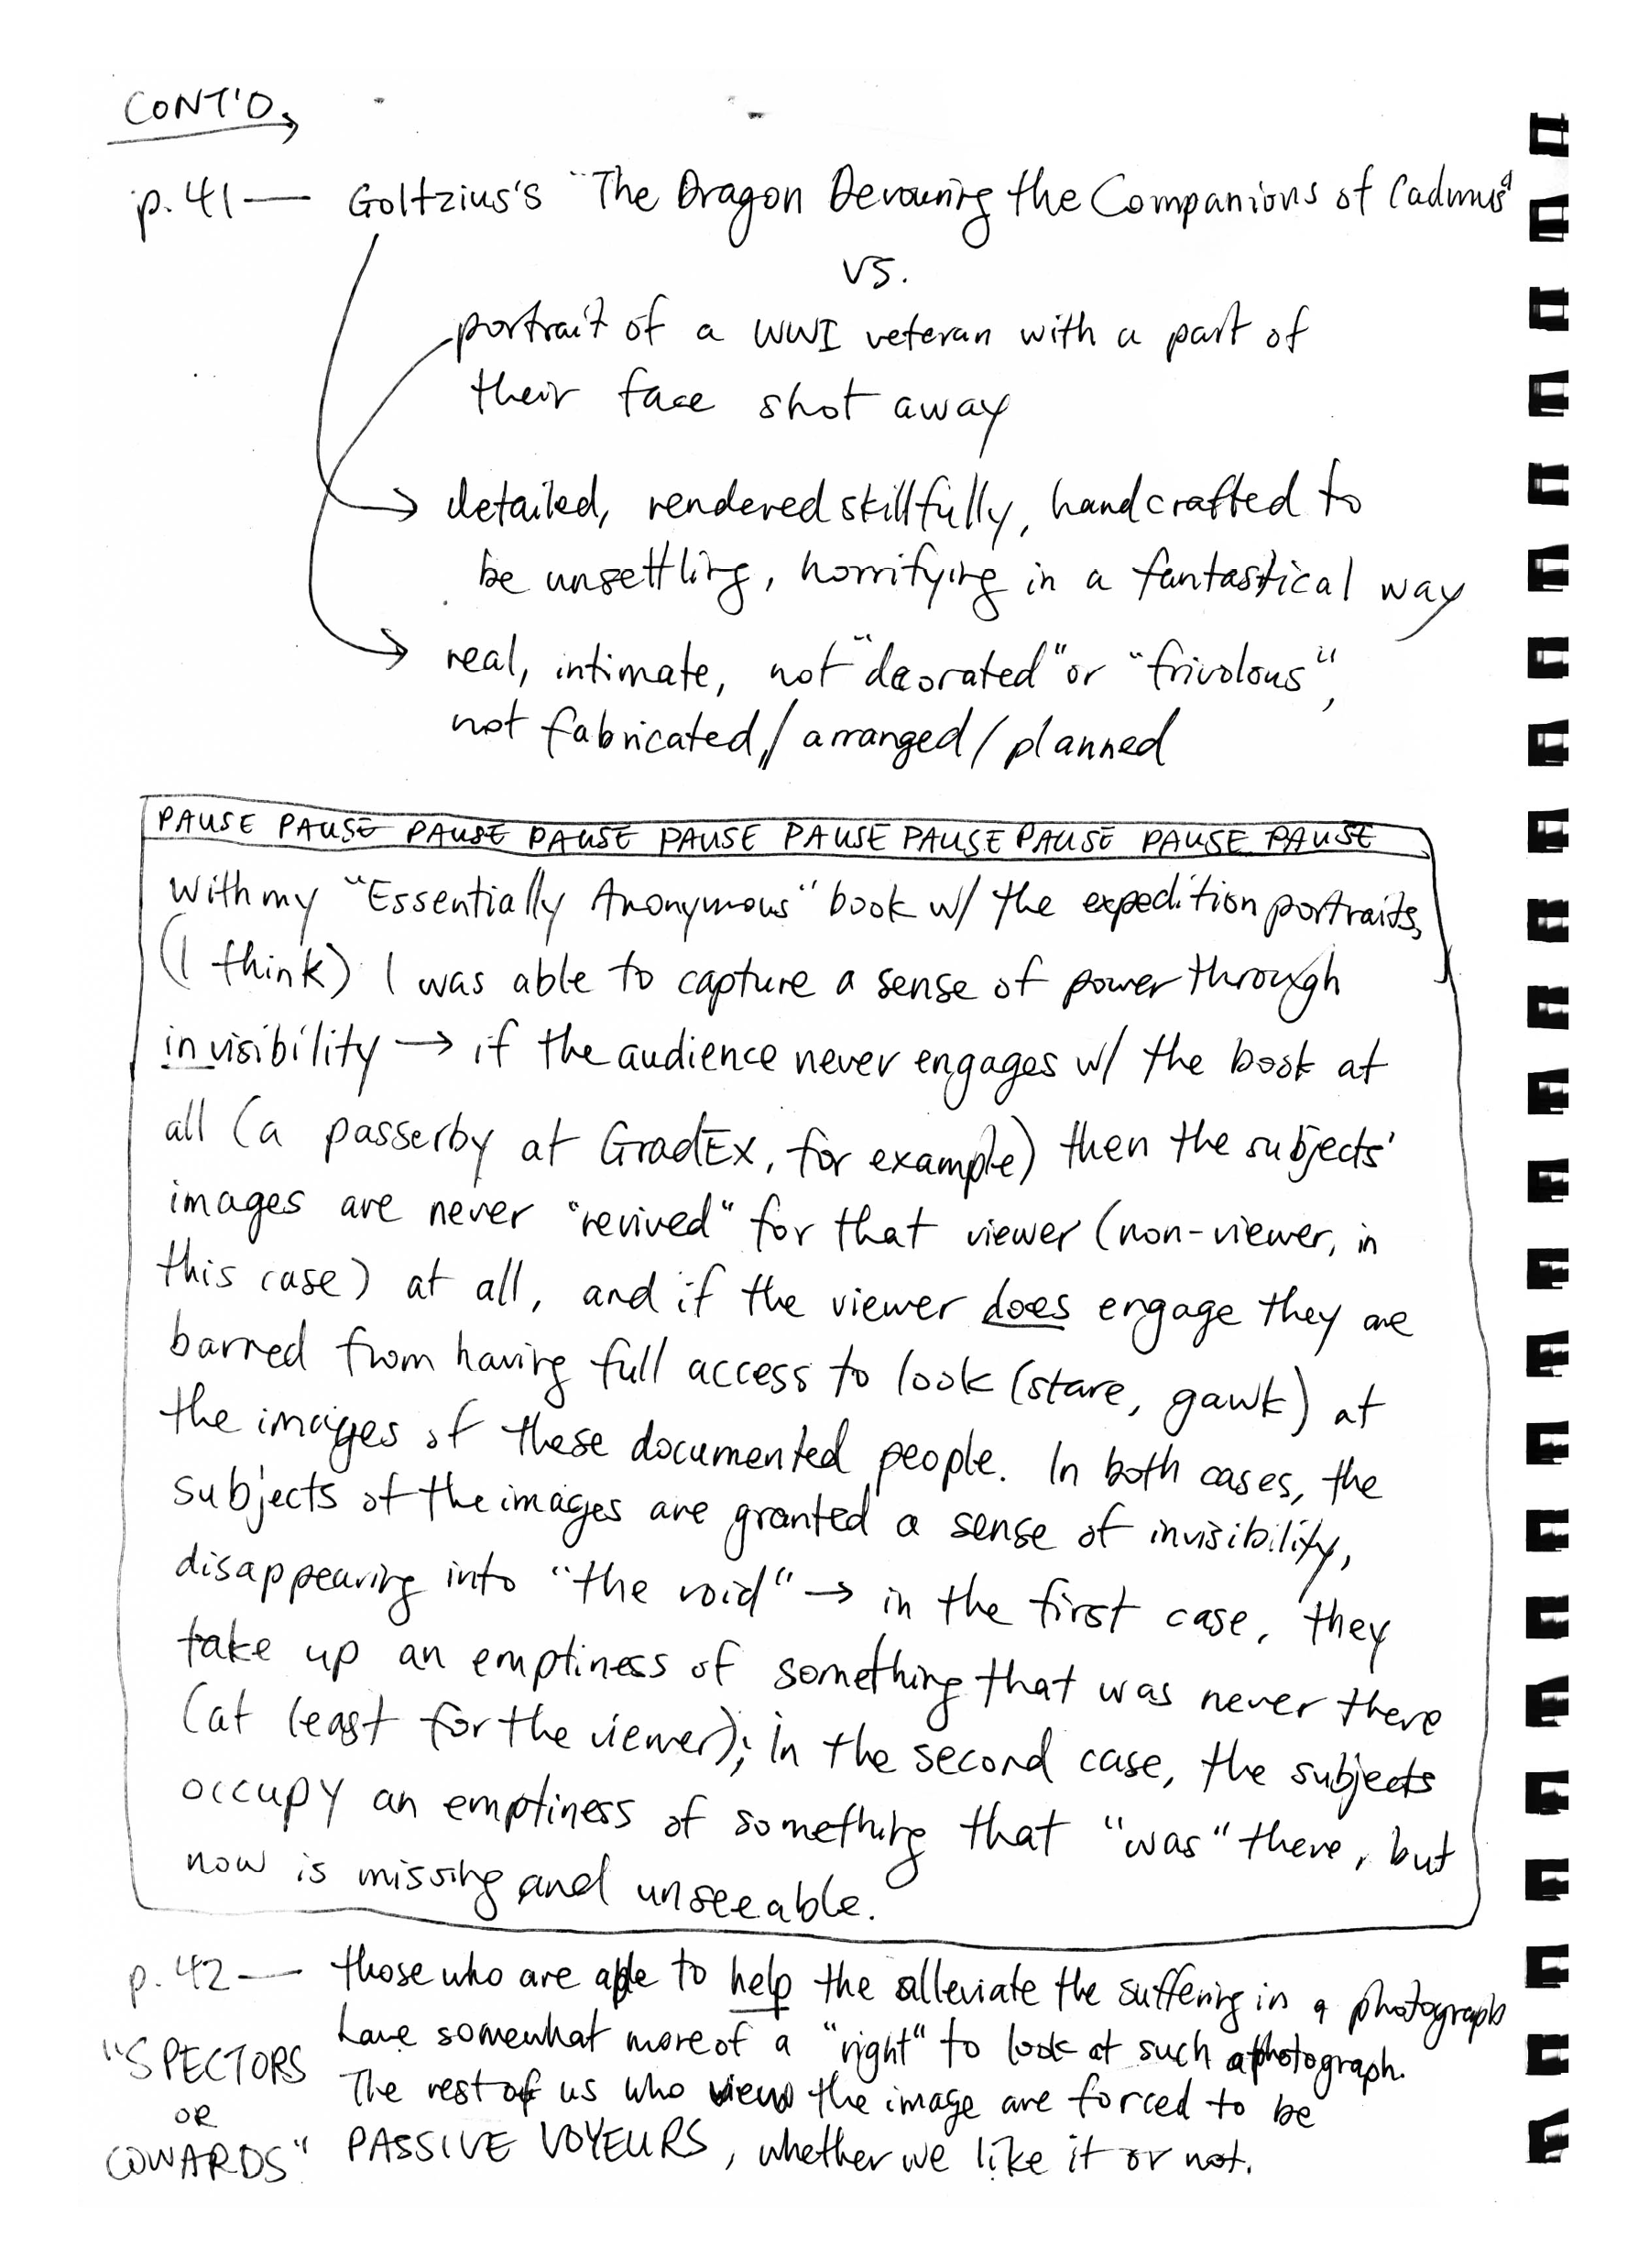 CONT'D
p. 41 — Goltzius's "The Dragon Devouring the Companions of Cadmus"
vs.
portrait of a WWI veteran with a part of
their face shot away
→ detailed, rendered skillfully, handcrafted to
be unsettling, horrifying in a fantastical way
→ real, intimate, not "decorated" or "frivolous",
not fabricated/arranged/planned
PAUSE PAUSE PAUSE PAUSE PAUSE PAUSE PAUSE PAUSE PAUSE PAUSE
With my "Essentially Anonymous" book w/ the expedition portraits,
(I think) I was able to capture a sense of power through
invisibility → if the audience never engages w/ the book at
all (a passerby at GradEx, for example) then the subjects'
images are never "revived" for that viewer (non-viewer, in
this case) at all, and if the viewer does engage they are
barred from having full access to look (stare, gawk) at
the images of these documented people. In both cases, the
subjects of the images are granted a sense of invisibility,
disappearing into "the void" → in the first case, they
take up an emptiness of something that was never there
(at least for the viewer); in the second case, the subjects
occupy an emptiness of something that "was" there, but
now is missing and unseeable.
p. 42 — those who are able to help the alleviate the suffering in a photograph
have somewhat more of a "right" to look at such a photograph.
The rest of us who view the image are forced to be
PASSIVE VOYEURS, whether we like it or not.
"SPECTORS
OR
COWARDS"